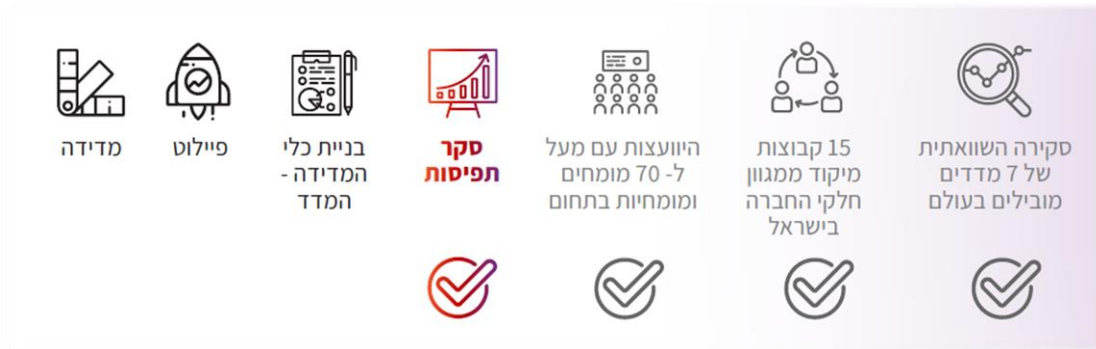 סקירה השוואתית
של 7 מדדים
מובילים בעולם
15 קבוצות
מיקוד ממגוון
חלקי החברה
בישראל
היוועצות עם מעל
ל- 70 מומחים
ומומחיות בתחום
סקר
תפיסות
בניית כלי
המדידה -
המדד
פיילוט
מדידה